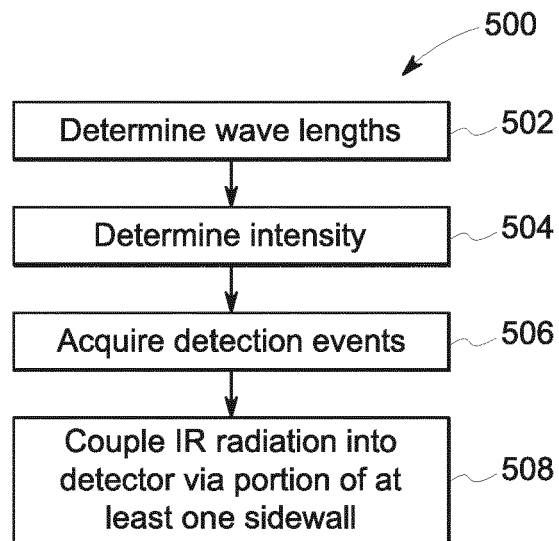 500
Determine wave lengths
502
Determine intensity
504
Acquire detection events
506
Couple IR radiation into
detector via portion of at
least one sidewall
508